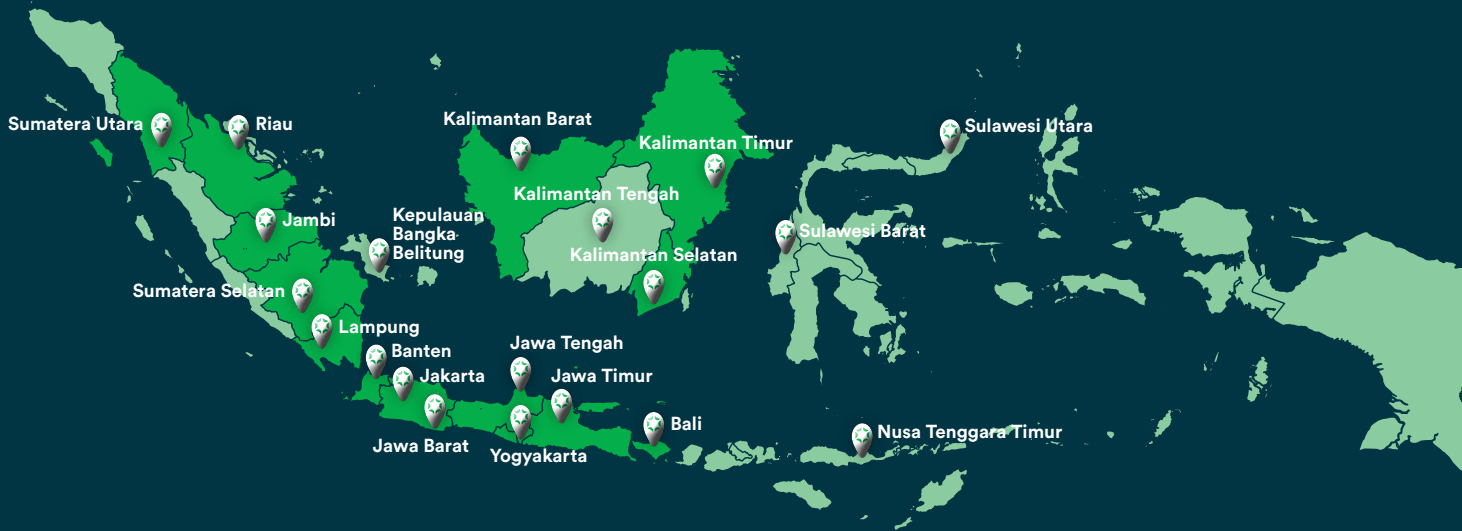 Sumatera Utara
Riau
Jambi
Kepulauan
Bangka
Belitung
Sumatera Selatan
Lampung
Banten
Jakarta
Jawa Barat
Jawa Tengah
Jawa Timur
Yogyakarta
Bali
Kalimantan Barat
Kalimantan Timur
Kalimantan Tengah
Kalimantan Selatan
Sulawesi Utara
Sulawesi Barat
Nusa Tenggara Timur